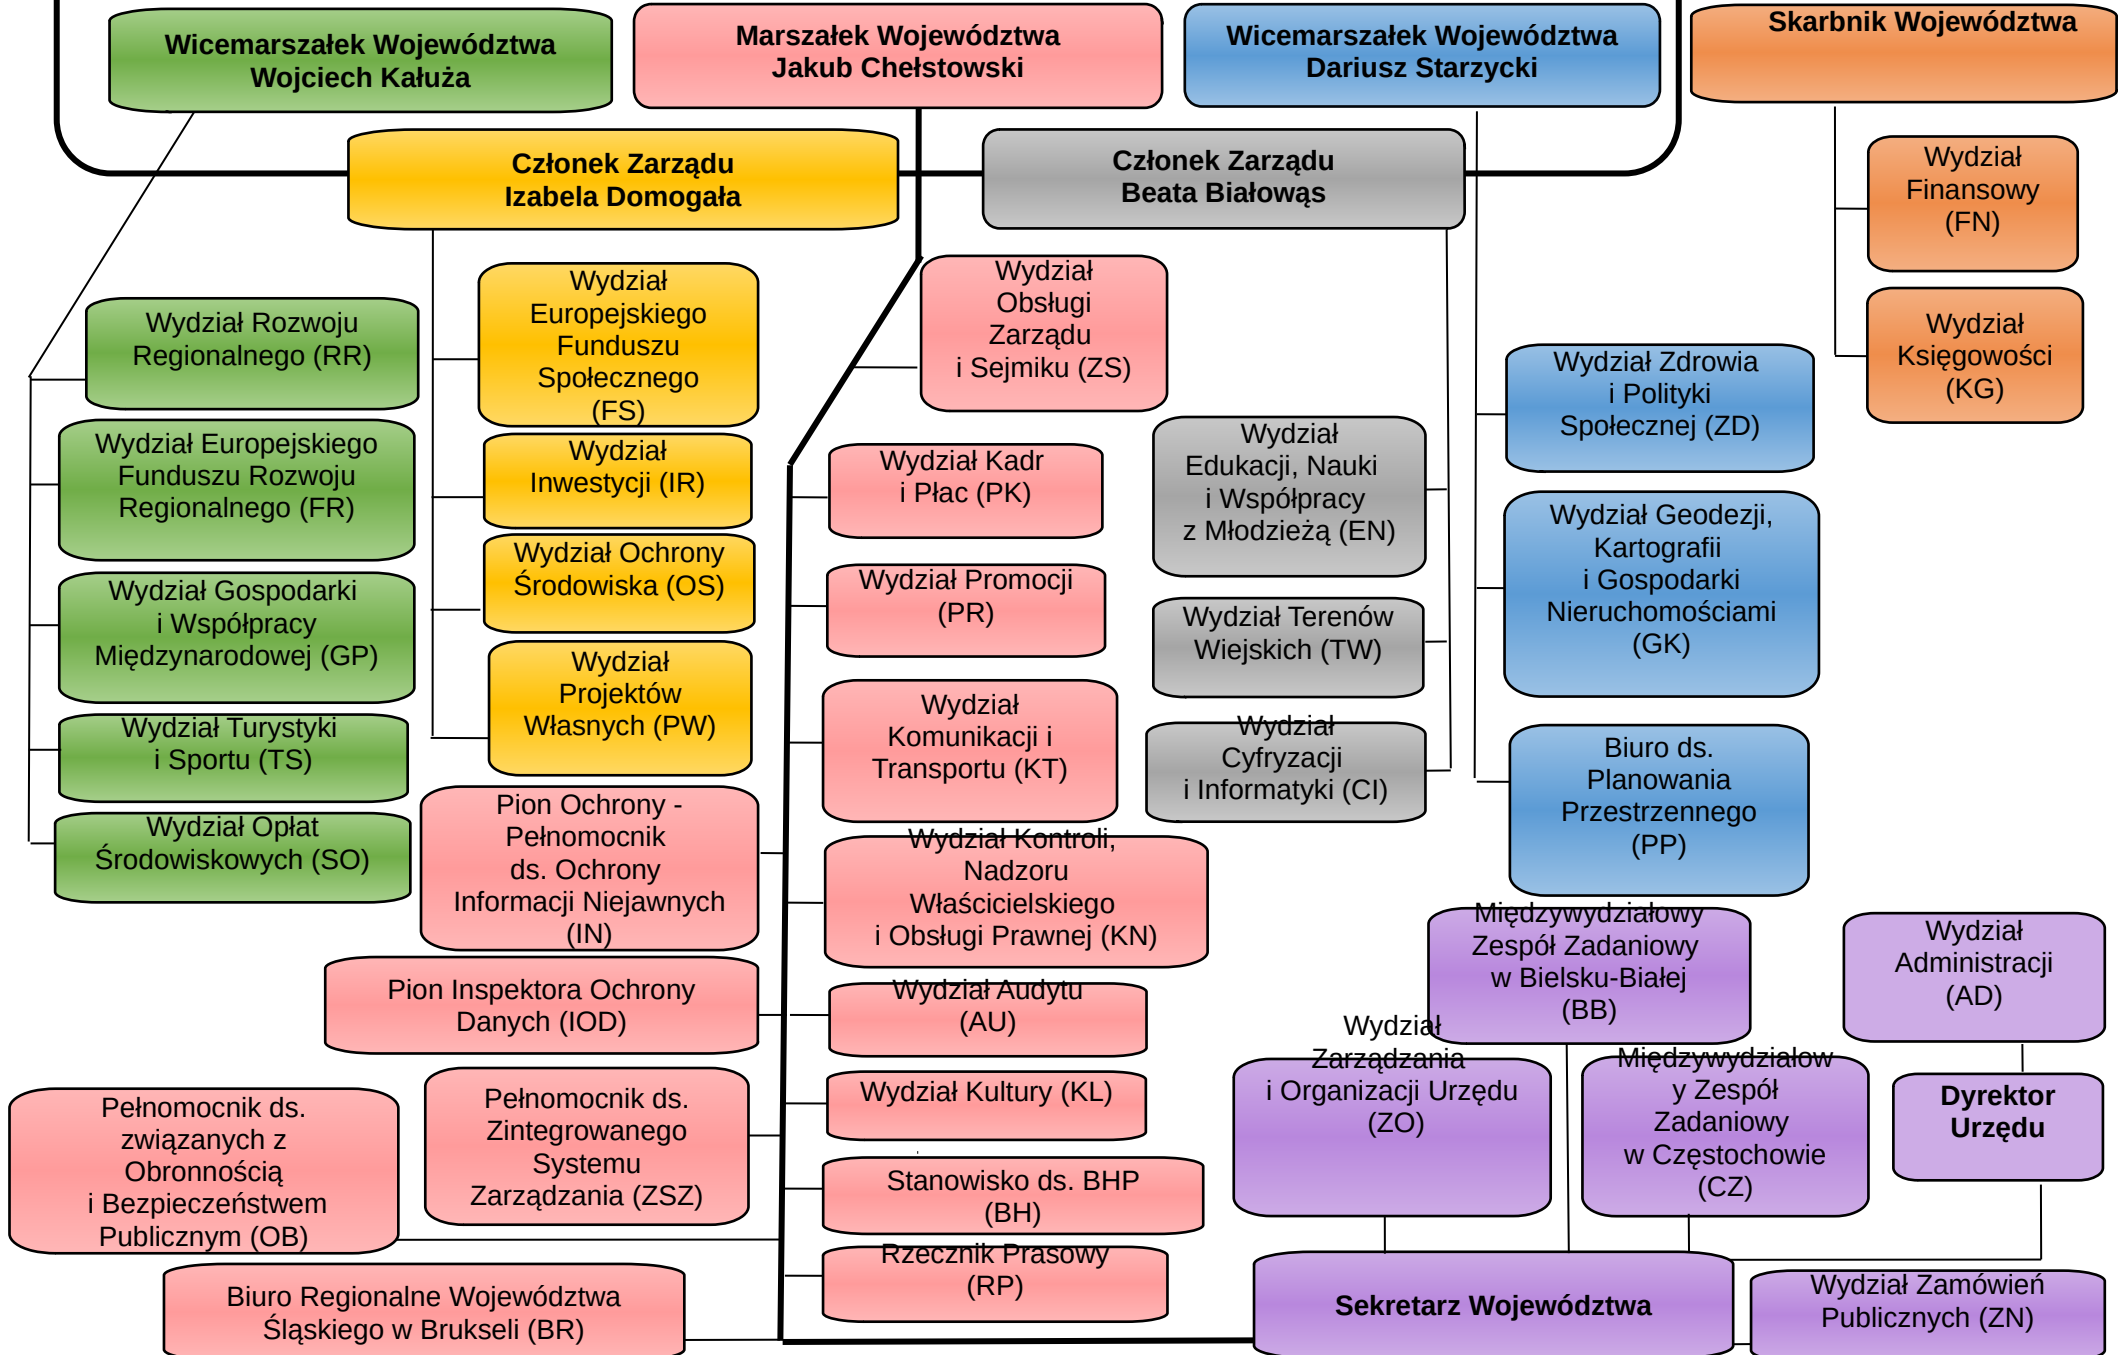 Wicemarszałek Województwa
Wojciech Kałuża
Marszałek Województwa
Jakub Chełstowski
Wicemarszałek Województwa
Dariusz Starzycki
Skarbnik Województwa
Członek Zarządu
Izabela Domogała
Członek Zarządu
Beata Białowąs
Wydział Rozwoju
Regionalnego (RR)
Wydział Europejskiego
Funduszu Rozwoju
Regionalnego (FR)
Wydział Gospodarki
i Współpracy
Międzynarodowej (GP)
Wydział Turystyki
i Sportu (TS)
Wydział Opłat
Środowiskowych (SO)
Wydział
Europejskiego
Funduszu
Społecznego
(FS)
Wydział
Inwestycji (IR)
Wydział Ochrony
Środowiska (OS)
Wydział
Projektów
Własnych (PW)
Pion Ochrony -
Pełnomocnik
ds. Ochrony
Informacji Niejawnych
(IN)
Pion Inspektora Ochrony
Danych (IOD)
Pełnomocnik ds.
Zintegrowanego
Systemu
Zarządzania (ZSZ)
Pełnomocnik ds.
związanych z
Obronnością
i Bezpieczeństwem
Publicznym (OB)
Biuro Regionalne Województwa
Śląskiego w Brukseli (BR)
Wydział
Obsługi
Zarządu
i Sejmiku (ZS)
Wydział Kadr
i Płac (PK)
Wydział Promocji
(PR)
Wydział
Komunikacji i
Transportu (KT)
Wydział Kontroli,
Nadzoru
Właścicielskiego
i Obsługi Prawnej (KN)
Wydział Audytu
(AU)
Wydział Kultury (KL)
Stanowisko ds. BHP
(BH)
Rzecznik Prasowy
(RP)
Wydział
Edukacji, Nauki
i Współpracy
z Młodzieżą (EN)
Wydział Terenów
Wiejskich (TW)
Wydział
Cyfryzacji
i Informatyki (CI)
Wydział Zdrowia
i Polityki
Społecznej (ZD)
Wydział Geodezji,
Kartografii
i Gospodarki
Nieruchomościami
(GK)
Biuro ds.
Planowania
Przestrzennego
(PP)
Wydział
Finansowy
(FN)
Wydział
Księgowości
(KG)
Międzywydziałowy
Zespół Zadaniowy
w Bielsku-Białej
(BB)
Wydział
Administracji
(AD)
Wydział
Zarządzania
i Organizacji Urzędu
(ZO)
Międzywydziałow
y Zespół
Zadaniowy
w Częstochowie
(CZ)
Dyrektor
Urzędu
Sekretarz Województwa
Wydział Zamówień
Publicznych (ZN)